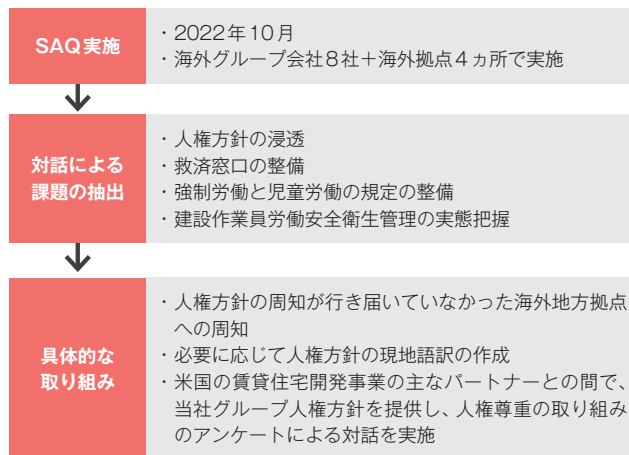 SAQ実施
・2022年10月
・海外グループ会社8社＋海外拠点4ヵ所で実施
対話による
課題の抽出
・人権方針の浸透
・救済窓口の整備
・強制労働と児童労働の規定の整備
・建設作業員労働安全衛生管理の実態把握
具体的な
取り組み
・人権方針の周知が行き届いていなかった海外地方拠点
への周知
・必要に応じて人権方針の現地語訳の作成
・米国の賃貸住宅開発事業の主なパートナーとの間で、
当社グループ人権方針を提供し、人権尊重の取り組み
のアンケートによる対話を実施